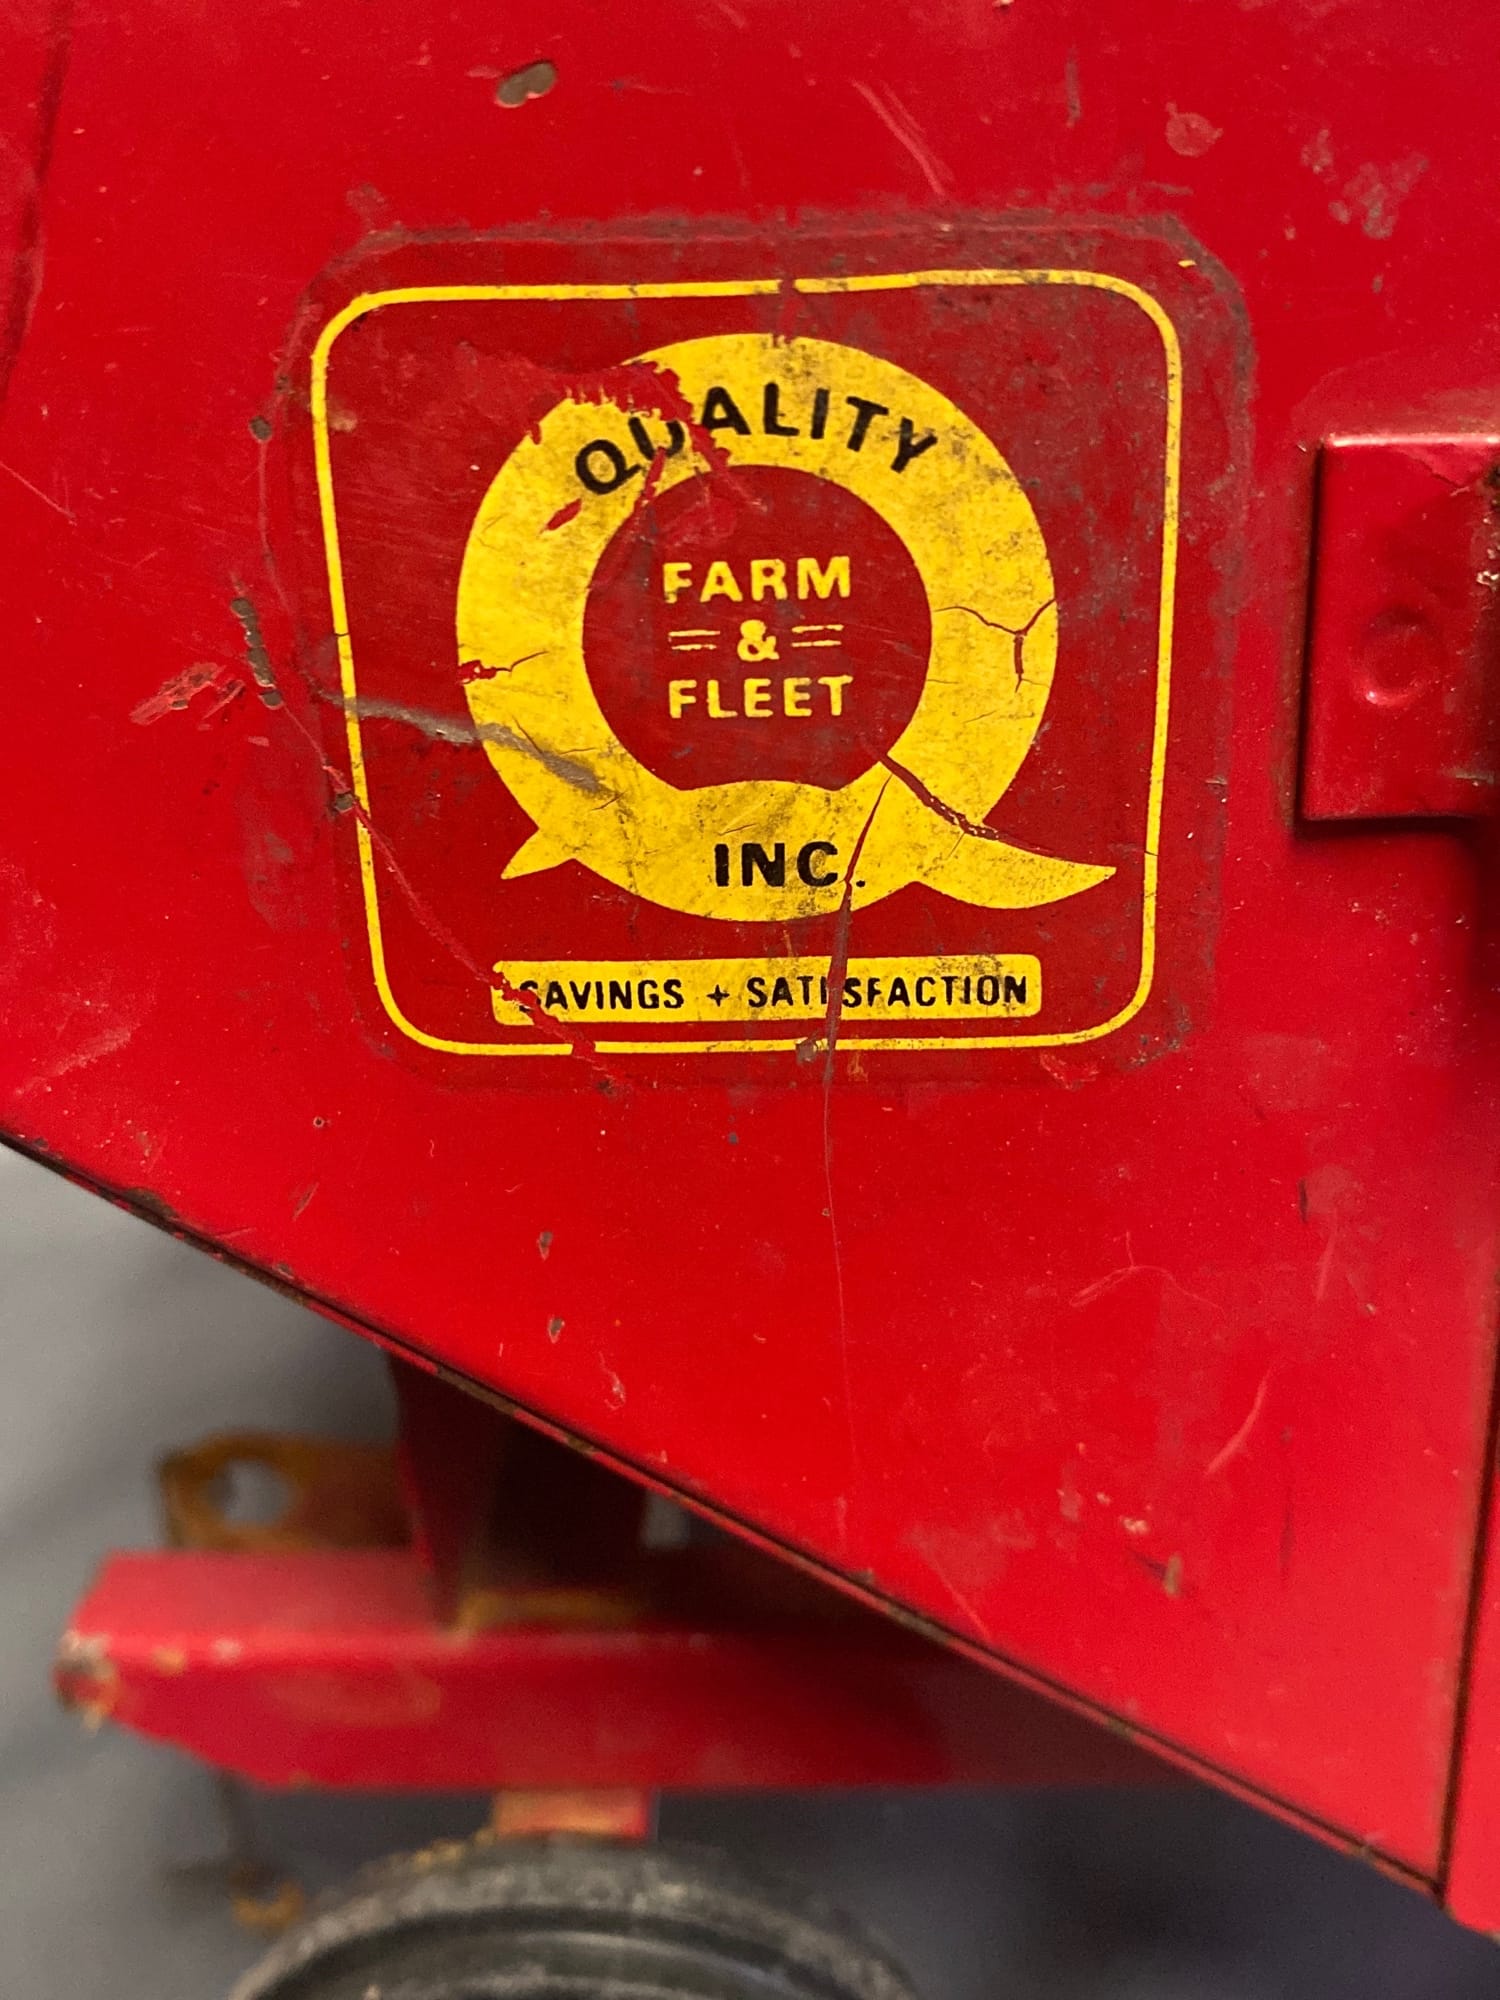 QUALITY
FARM
&
FLEET
INC.
SAVINGS + SATISFACTION